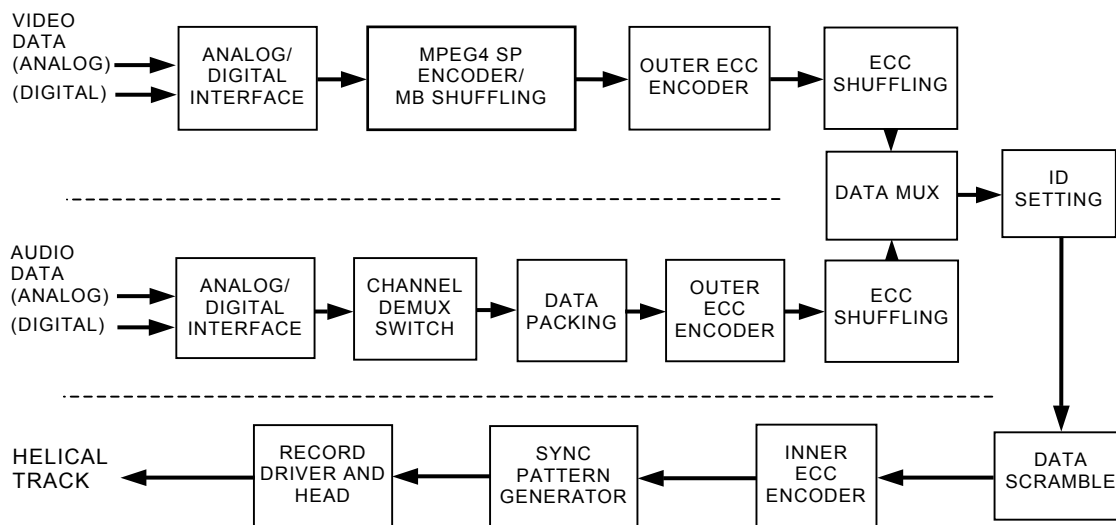 VIDEO
DATA
(ANALOG)
(DIGITAL)
ANALOG/
DIGITAL
INTERFACE
MPEG4 SP
ENCODER/
MB SHUFFLING
OUTER ECC
ENCODER
ECC
SHUFFLING
DATA MUX
ID
SETTING
AUDIO
DATA
(ANALOG)
(DIGITAL)
ANALOG/
DIGITAL
INTERFACE
CHANNEL
DEMUX
SWITCH
DATA
PACKING
OUTER
ECC
ENCODER
ECC
SHUFFLING
HELICAL
TRACK
RECORD
DRIVER AND
HEAD
SYNC
PATTERN
GENERATOR
INNER
ECC
ENCODER
DATA
SCRAMBLE